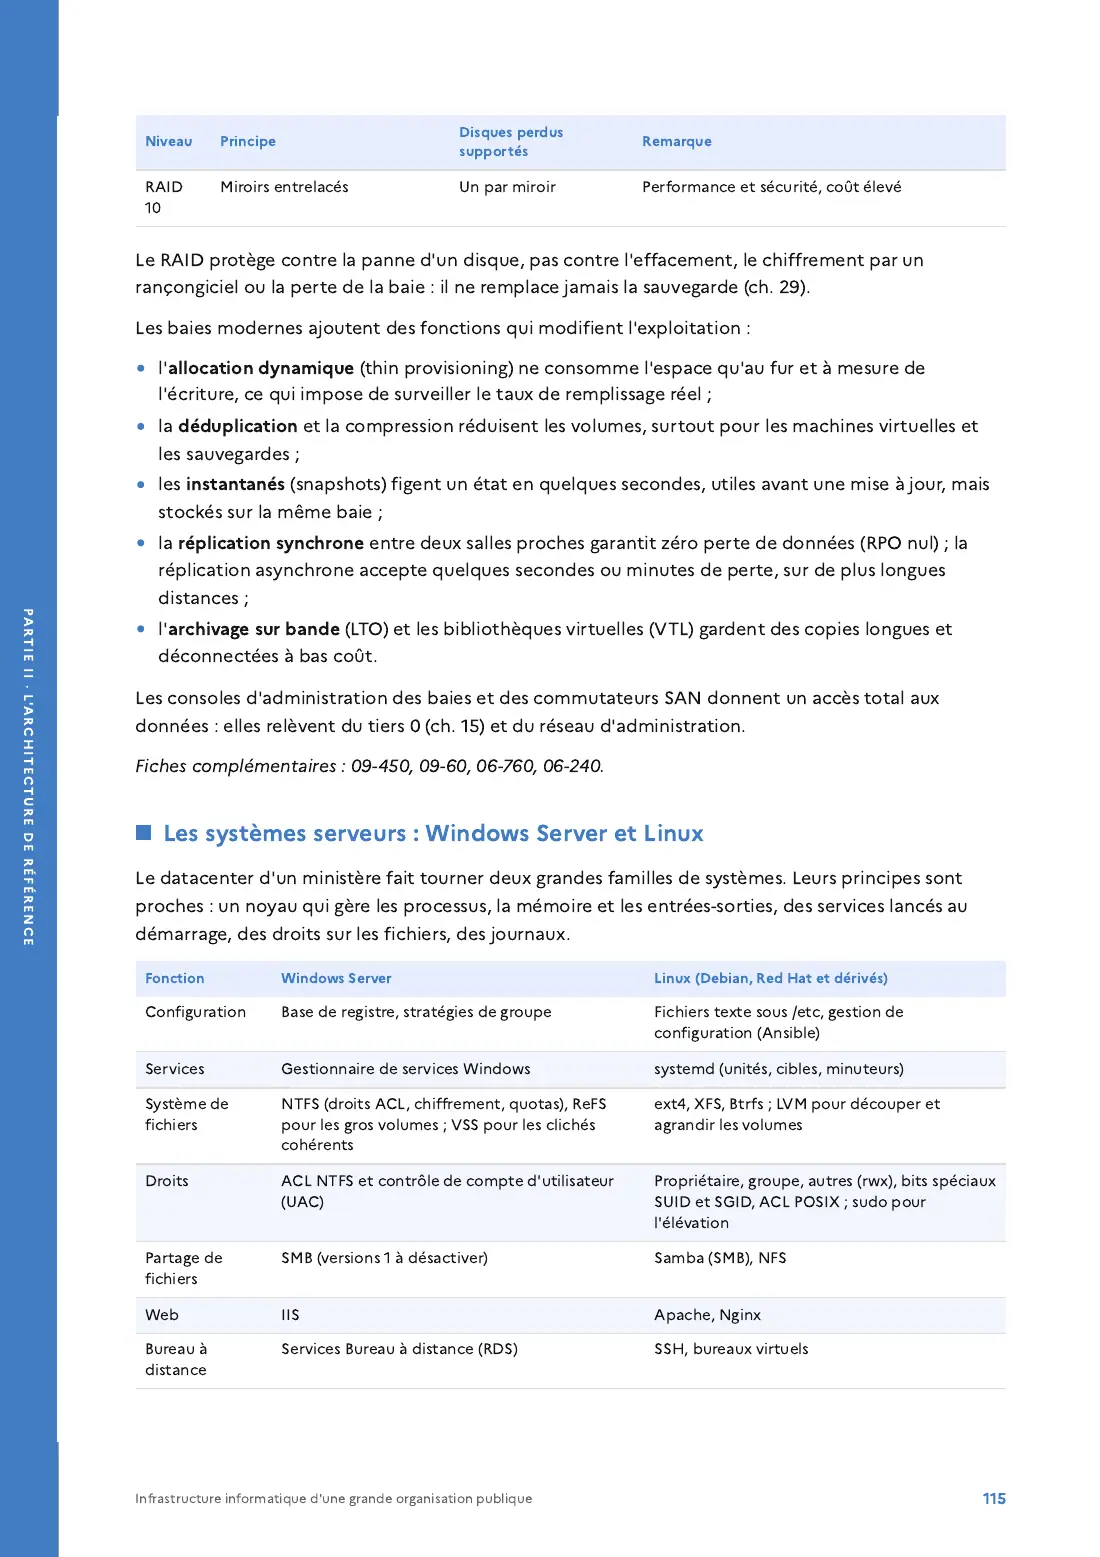 Niveau Principe Disques perdus supportés Remarque
RAID 10 Miroirs entrelacés Un par miroir Performance et sécurité, coût élevé
Le RAID protège contre la panne d'un disque, pas contre l'effacement, le chiffrement par un
rançongiciel ou la perte de la baie : il ne remplace jamais la sauvegarde (ch. 29).
Les baies modernes ajoutent des fonctions qui modifient l'exploitation :
• l'allocation dynamique (thin provisioning) ne consomme l'espace qu'au fur et à mesure de
l'écriture, ce qui impose de surveiller le taux de remplissage réel ;
• la déduplication et la compression réduisent les volumes, surtout pour les machines virtuelles et
les sauvegardes ;
• les instantanés (snapshots) figent un état en quelques secondes, utiles avant une mise à jour, mais
stockés sur la même baie ;
• la réplication synchrone entre deux salles proches garantit zéro perte de données (RPO nul) ; la
réplication asynchrone accepte quelques secondes ou minutes de perte, sur de plus longues
distances ;
• l'archivage sur bande (LTO) et les bibliothèques virtuelles (VTL) gardent des copies longues et
déconnectées à bas coût.
Les consoles d'administration des baies et des commutateurs SAN donnent un accès total aux
données : elles relèvent du tiers 0 (ch. 15) et du réseau d'administration.
Fiches complémentaires : 09-450, 09-60, 06-760, 06-240.
Les systèmes serveurs : Windows Server et Linux
Le datacenter d'un ministère fait tourner deux grandes familles de systèmes. Leurs principes sont
proches : un noyau qui gère les processus, la mémoire et les entrées-sorties, des services lancés au
démarrage, des droits sur les fichiers, des journaux.
Fonction Windows Server Linux (Debian, Red Hat et dérivés)
Configuration Base de registre, stratégies de groupe Fichiers texte sous /etc, gestion de configuration (Ansible)
Services Gestionnaire de services Windows systemd (unités, cibles, minuteurs)
Système de fichiers NTFS (droits ACL, chiffrement, quotas), ReFS pour les gros volumes ; VSS pour les clichés cohérents ext4, XFS, Btrfs ; LVM pour découper et agrandir les volumes
Droits ACL NTFS et contrôle de compte d'utilisateur (UAC) Propriétaire, groupe, autres (rwx), bits spéciaux SUID et SGID, ACL POSIX ; sudo pour l'élévation
Partage de fichiers SMB (versions 1 à désactiver) Samba (SMB), NFS
Web IIS Apache, Nginx
Bureau à distance Services Bureau à distance (RDS) SSH, bureaux virtuels
PARTIE II · L'ARCHITECTURE DE RÉFÉRENCE
Infrastructure informatique d'une grande organisation publique 115